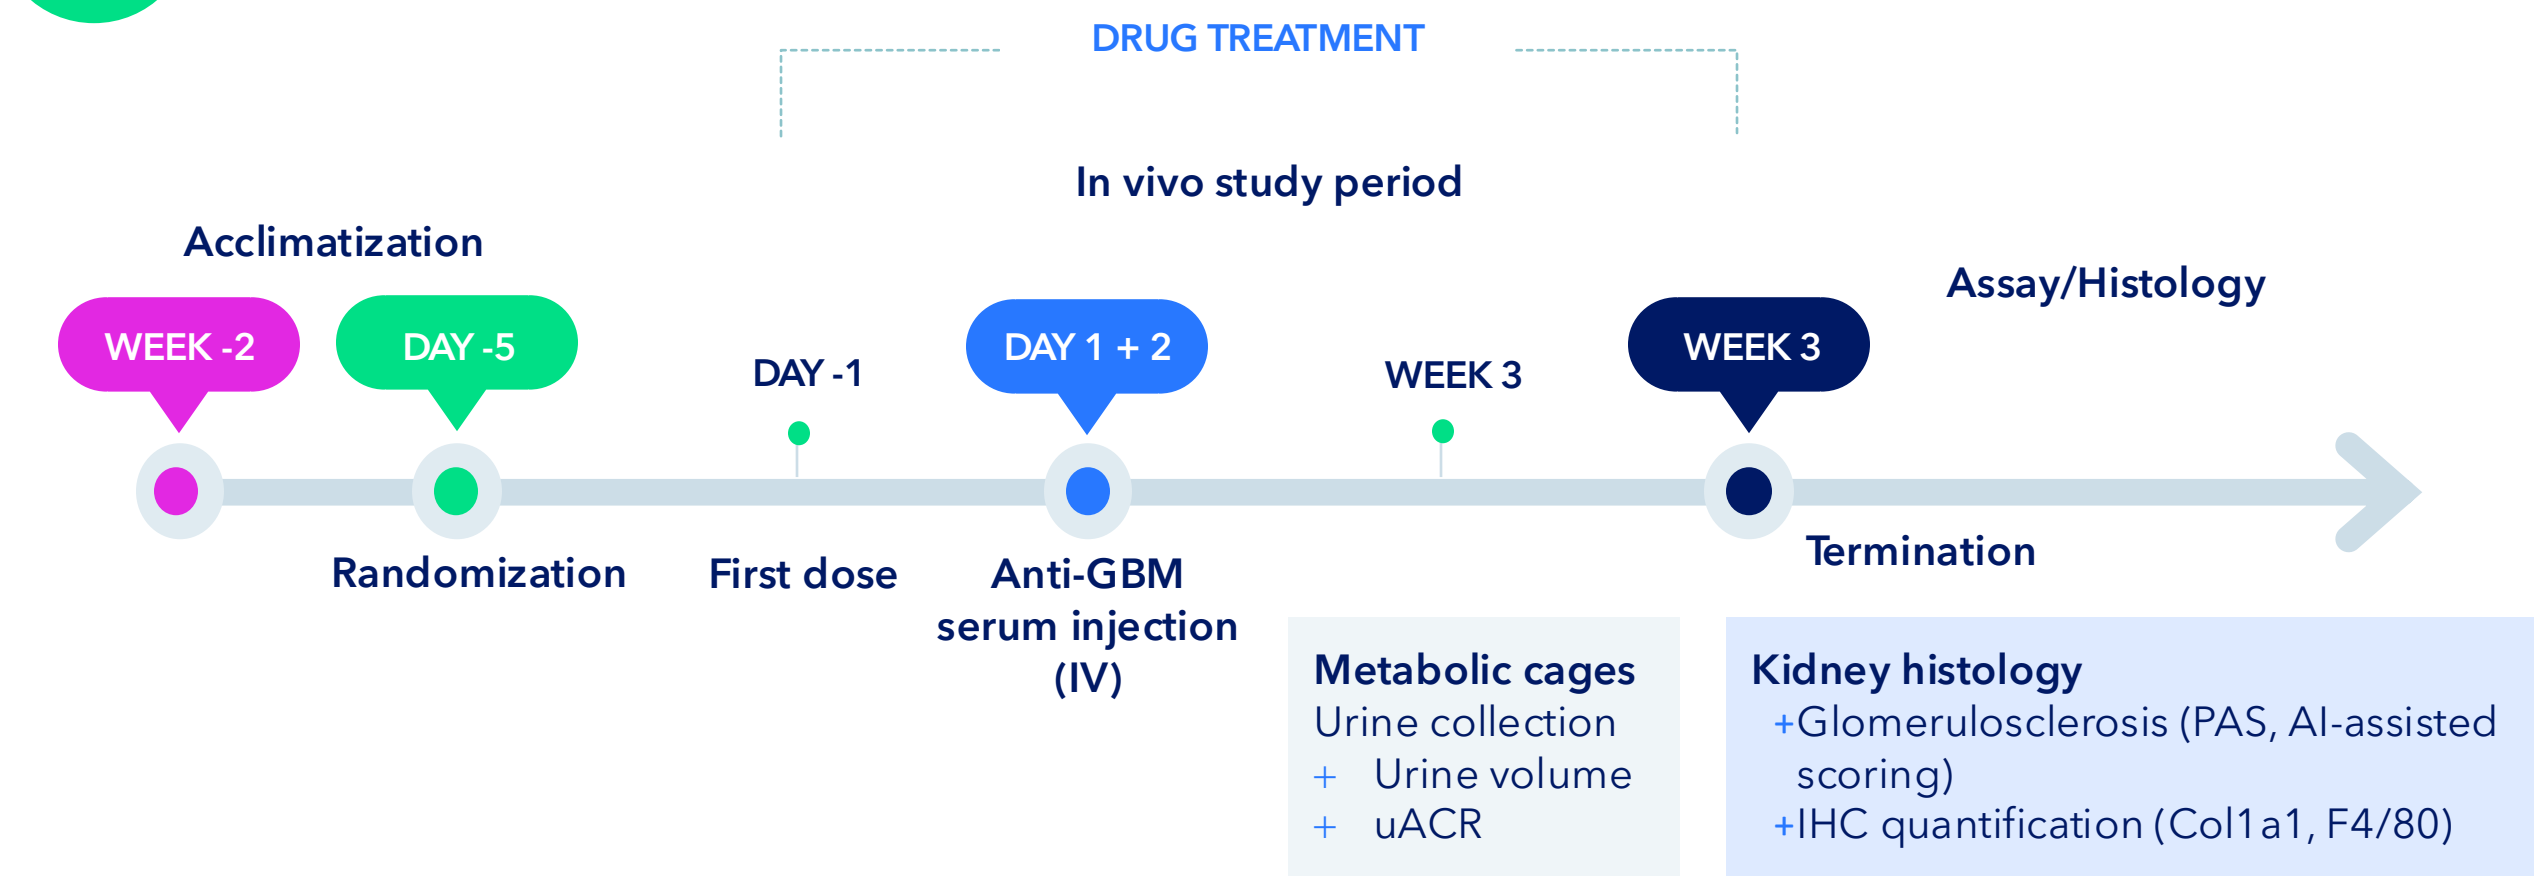 DRUG TREATMENT
In vivo study period
Acclimatization
Assay/Histology
WEEK -2
DAY -5
DAY -1
DAY 1 + 2
WEEK 3
WEEK 3
Randomization
First dose
Anti-GBM
serum injection
(IV)
Termination
Metabolic cages
Urine collection
+ Urine volume
+ uACR
Kidney histology
+Glomerulosclerosis (PAS, AI-assisted
scoring)
+IHC quantification (Col1a1, F4/80)